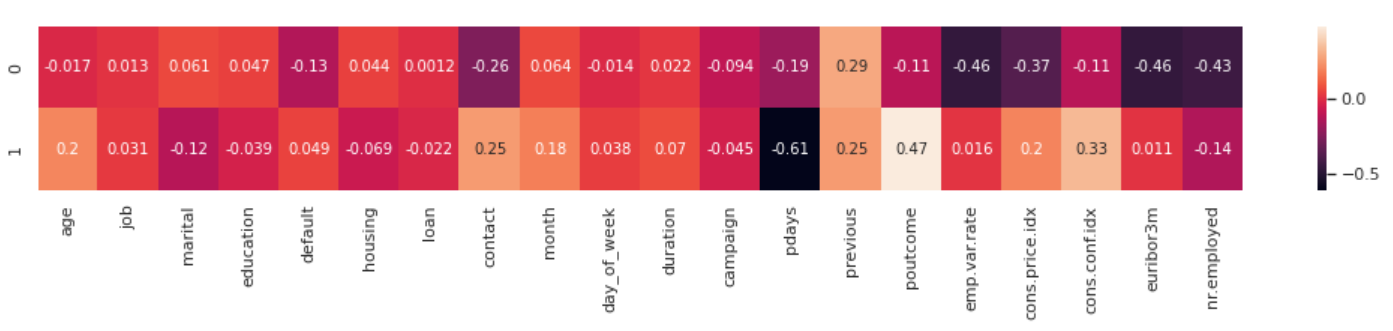 0 -0.017 0.013 0.061 0.047 -0.13 0.044 0.0012 -0.26 0.064 -0.014 0.022 -0.094 -0.19 0.29 -0.11 -0.46 -0.37 -0.11 -0.46 -0.43
1 0.2 0.031 -0.12 -0.039 0.049 -0.069 -0.022 0.25 0.18 0.038 0.07 -0.045 -0.61 0.25 0.47 0.016 0.2 0.33 0.011 -0.14
age job marital education default housing loan contact month day_of_week duration campaign pdays previous poutcome emp.var.rate cons.price.idx cons.conf.idx euribor3m nr.employed
0.0
−0.5